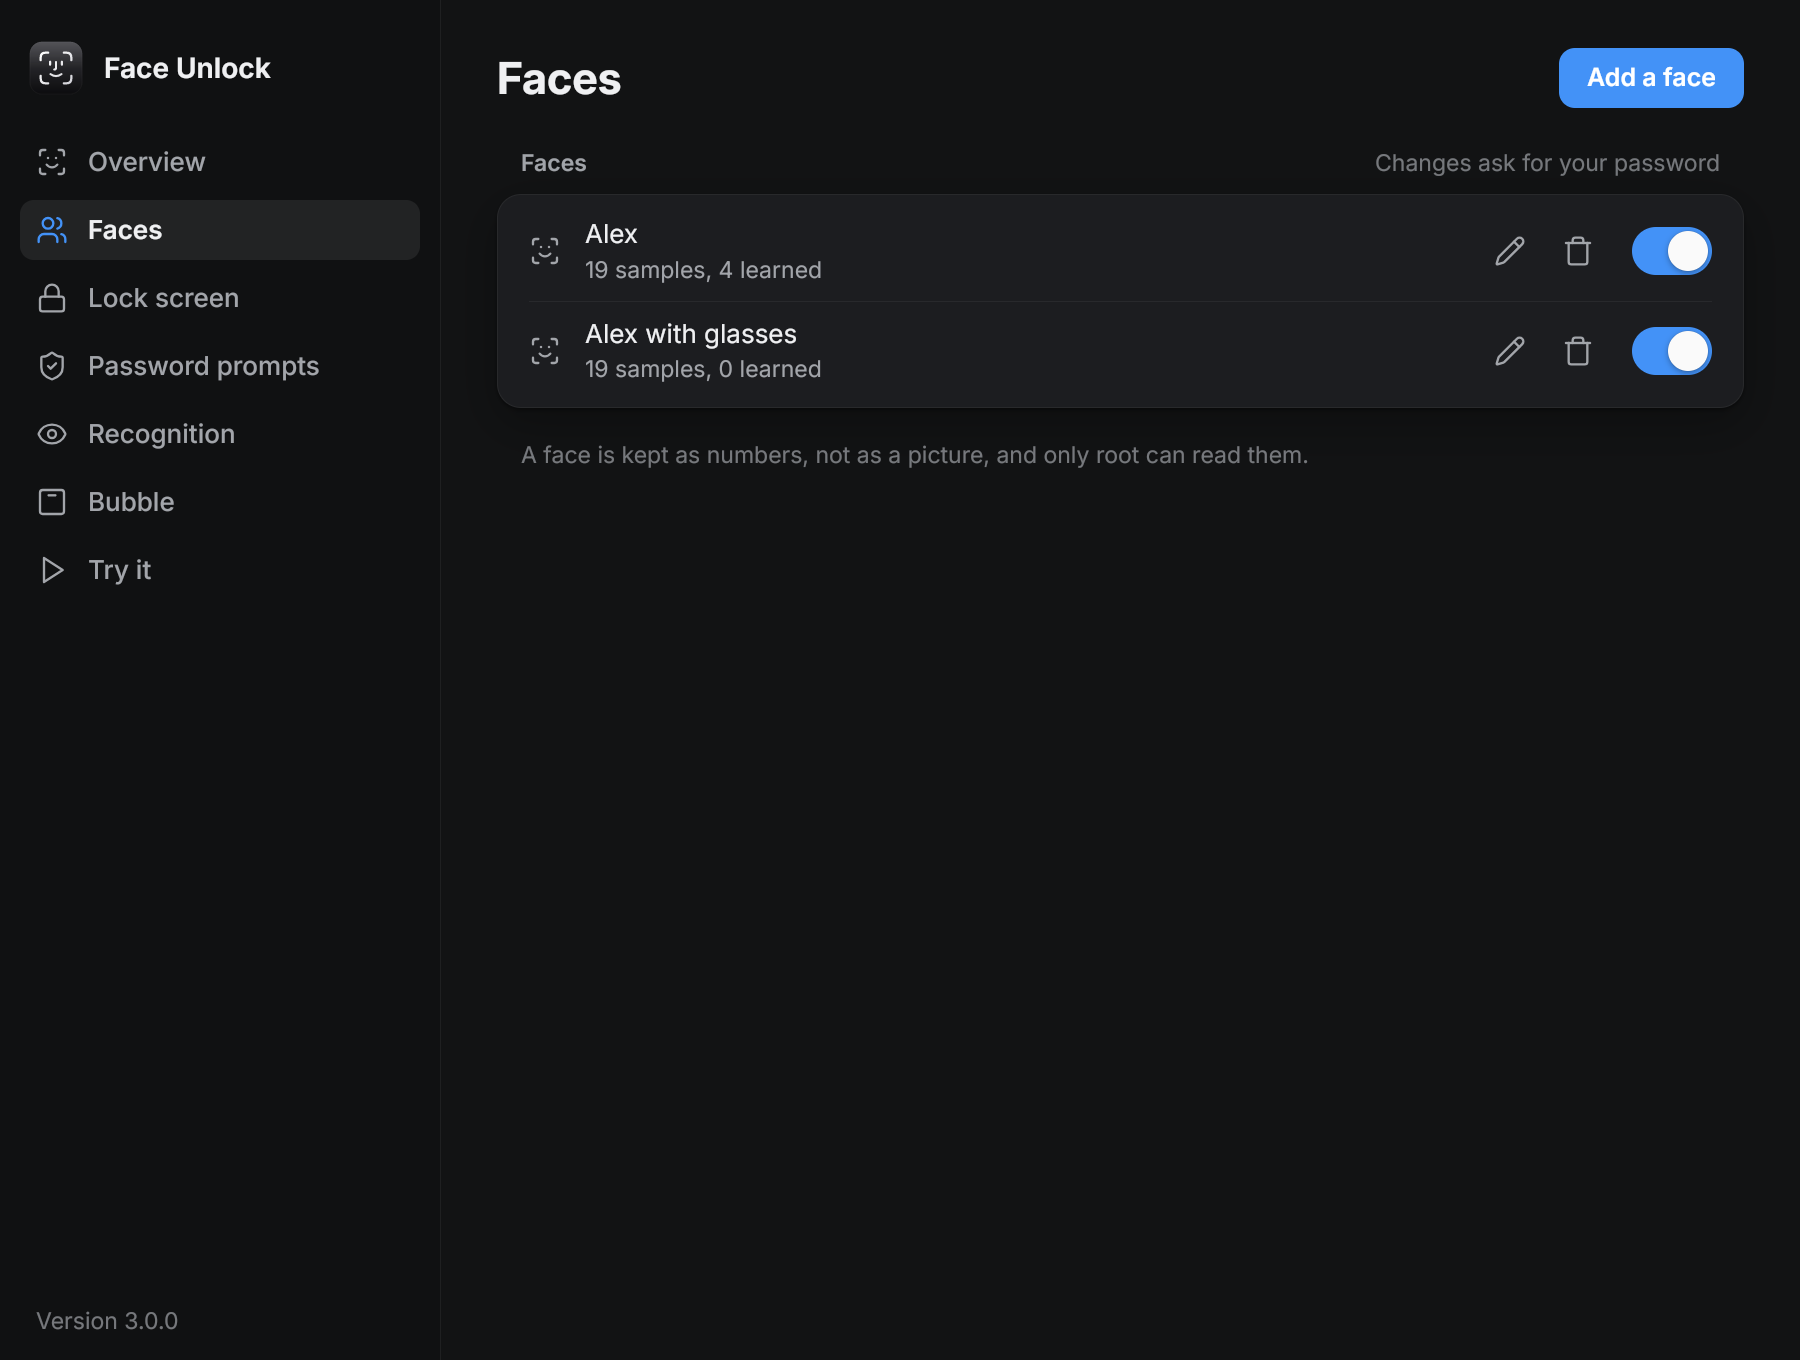 Face Unlock
Overview
Faces
Lock screen
Password prompts
Recognition
Bubble
Try it
Version 3.0.0
Faces
Add a face
Faces
Changes ask for your password
Alex
19 samples, 4 learned
Alex with glasses
19 samples, 0 learned
A face is kept as numbers, not as a picture, and only root can read them.